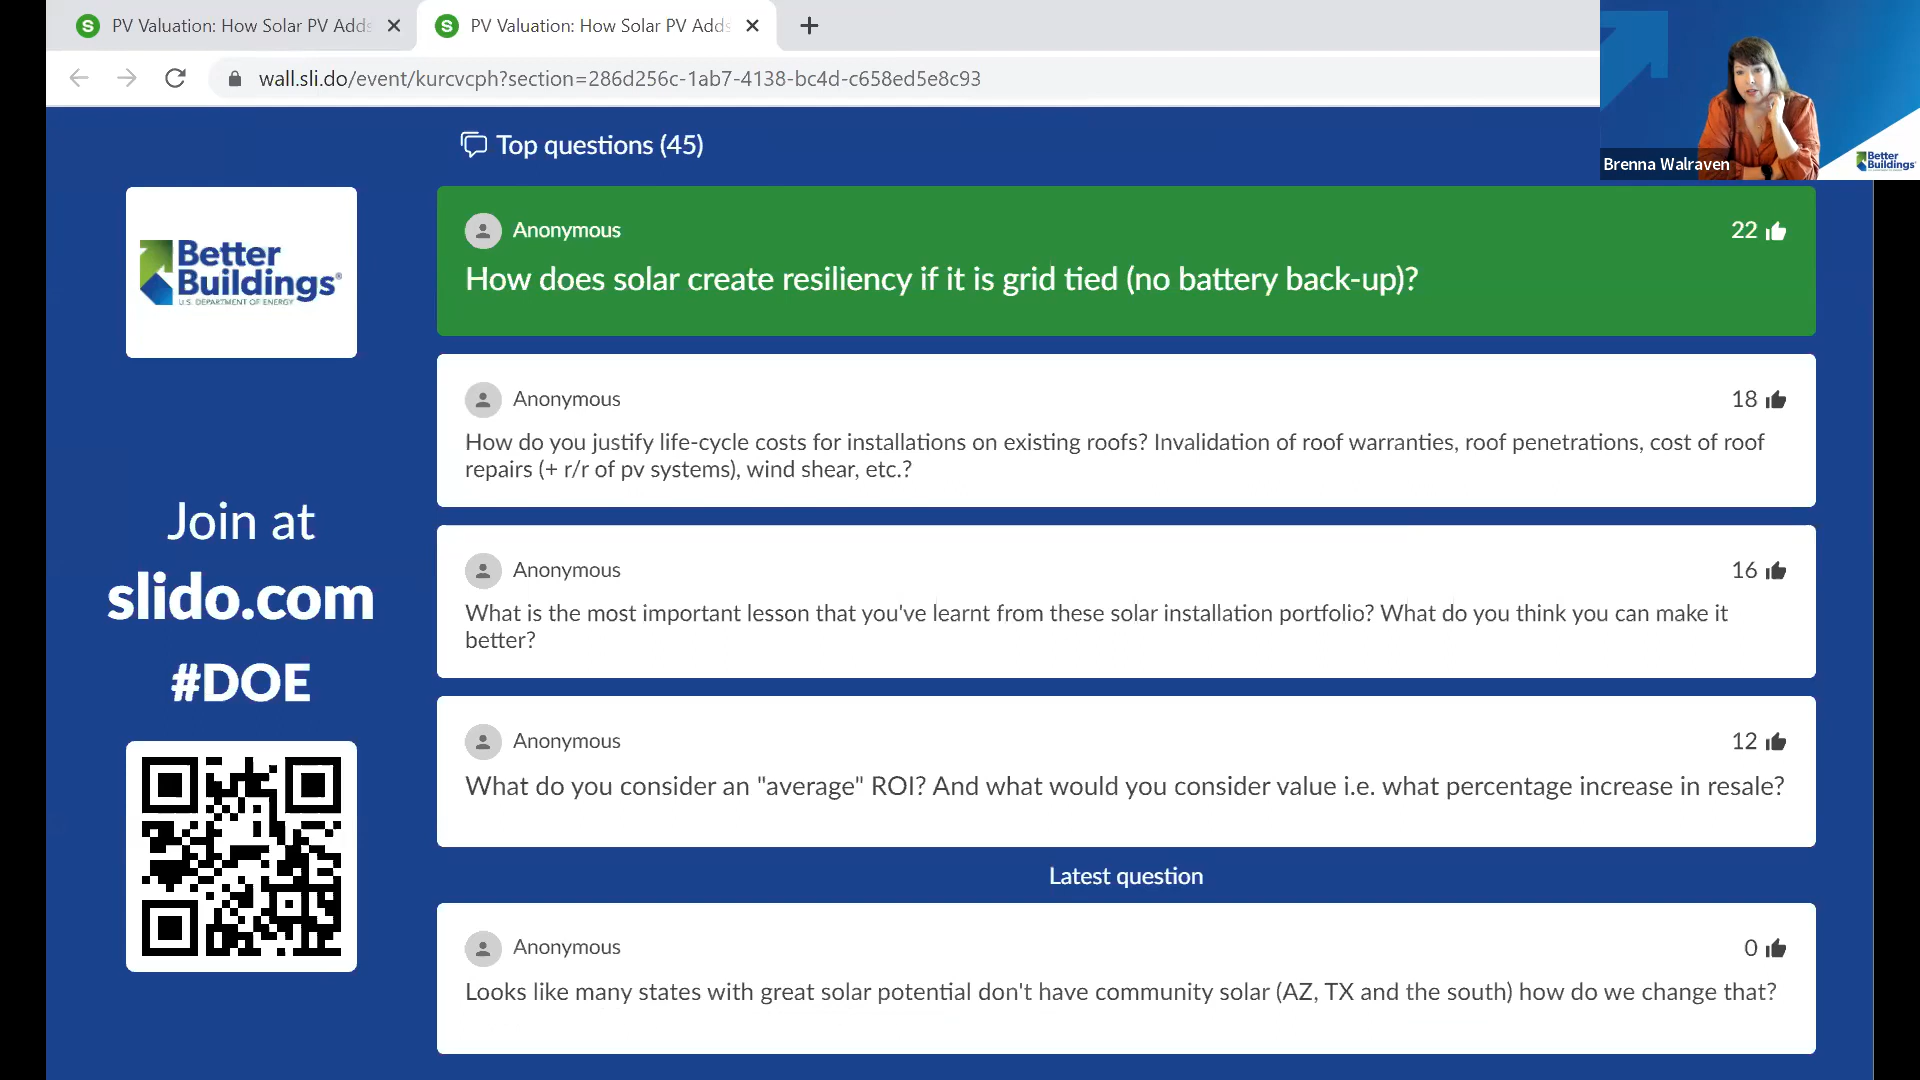 PV Valuation: How Solar PV Adds
PV Valuation: How Solar PV Adds
wall.sli.do/event/kurcvcph?section=286d256c-1ab7-4138-bc4d-c658ed5e8c93
Brenna Walraven
Better
Buildings
Top questions (45)
Better
Buildings®
U.S. DEPARTMENT OF ENERGY
Join at
slido.com
#DOE
Anonymous
22
How does solar create resiliency if it is grid tied (no battery back-up)?
Anonymous
18
How do you justify life-cycle costs for installations on existing roofs? Invalidation of roof warranties, roof penetrations, cost of roof
repairs (+ r/r of pv systems), wind shear, etc.?
Anonymous
16
What is the most important lesson that you've learnt from these solar installation portfolio? What do you think you can make it
better?
Anonymous
12
What do you consider an "average" ROI? And what would you consider value i.e. what percentage increase in resale?
Latest question
Anonymous
0
Looks like many states with great solar potential don't have community solar (AZ, TX and the south) how do we change that?